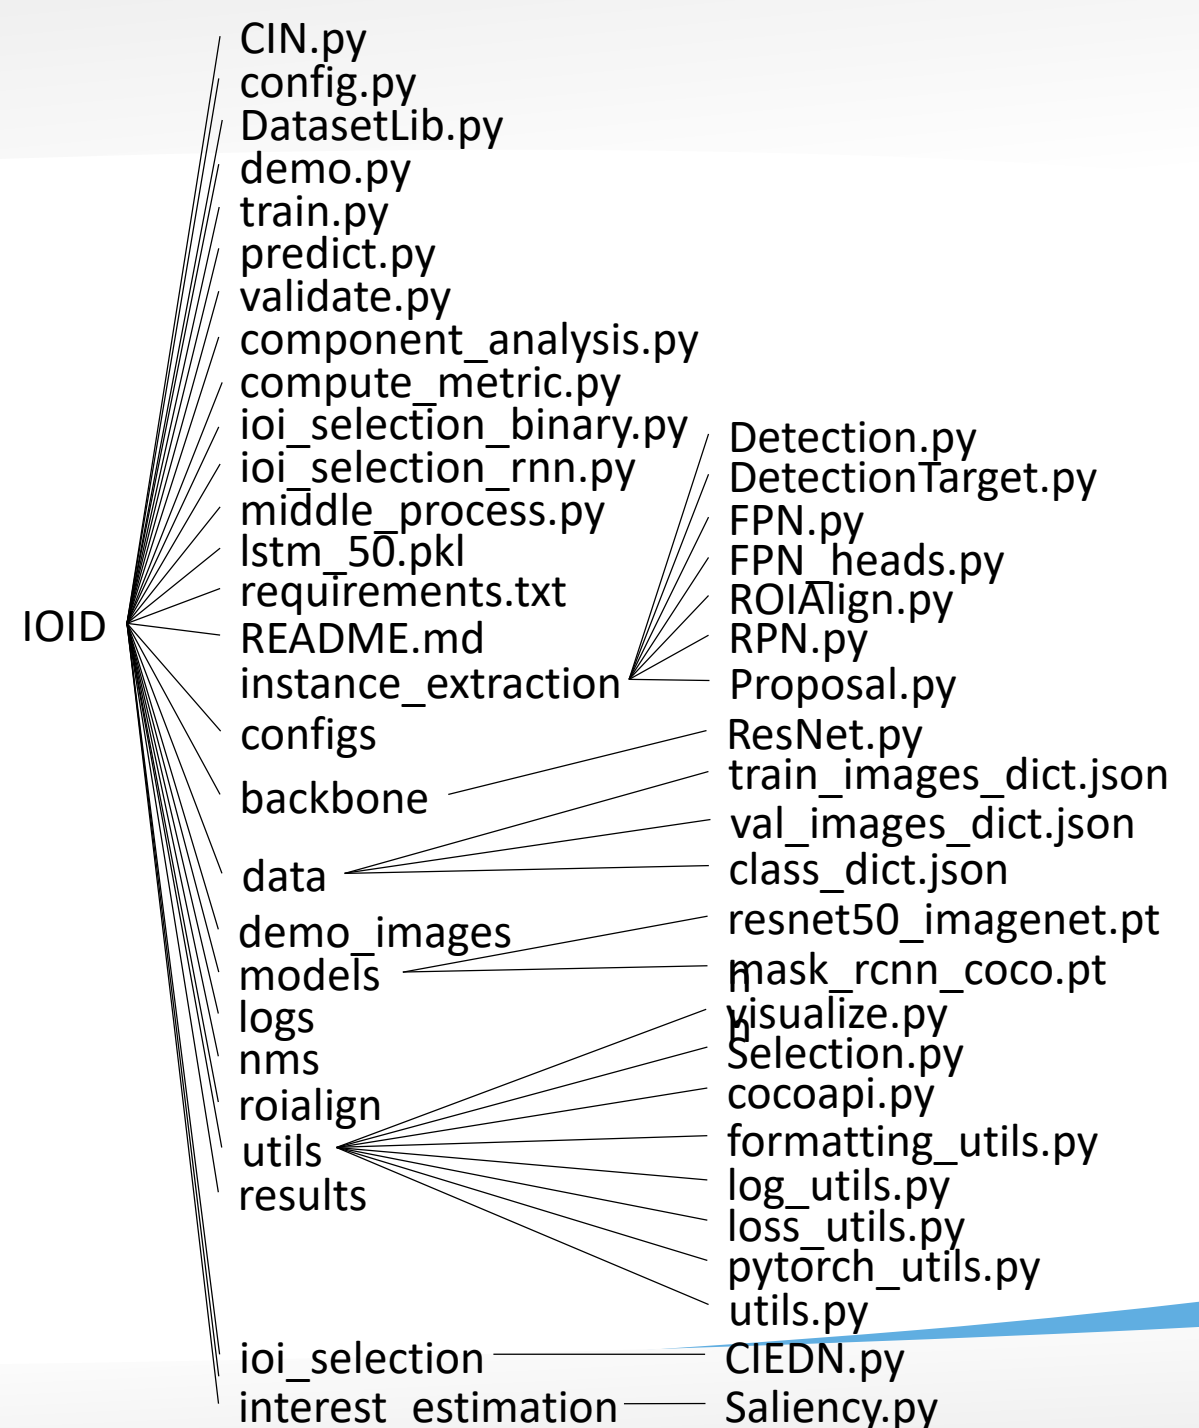 CIN.py
config.py
DatasetLib.py
demo.py
train.py
predict.py
validate.py
component_analysis.py
compute_metric.py
ioi_selection_binary.py
ioi_selection_rnn.py
middle_process.py
lstm_50.pkl
requirements.txt
IOID
README.md
instance_extraction
configs
backbone
data
demo_images
models
logs
nms
roialign
utils
results
ioi_selection
interest_estimation
Detection.py
DetectionTarget.py
FPN.py
FPN_heads.py
ROIAlign.py
RPN.py
Proposal.py
ResNet.py
train_images_dict.json
val_images_dict.json
class_dict.json
resnet50_imagenet.pt
h
mask_rcnn_coco.pt
h
visualize.py
Selection.py
cocoapi.py
formatting_utils.py
log_utils.py
loss_utils.py
pytorch_utils.py
utils.py
CIEDN.py
Saliency.py